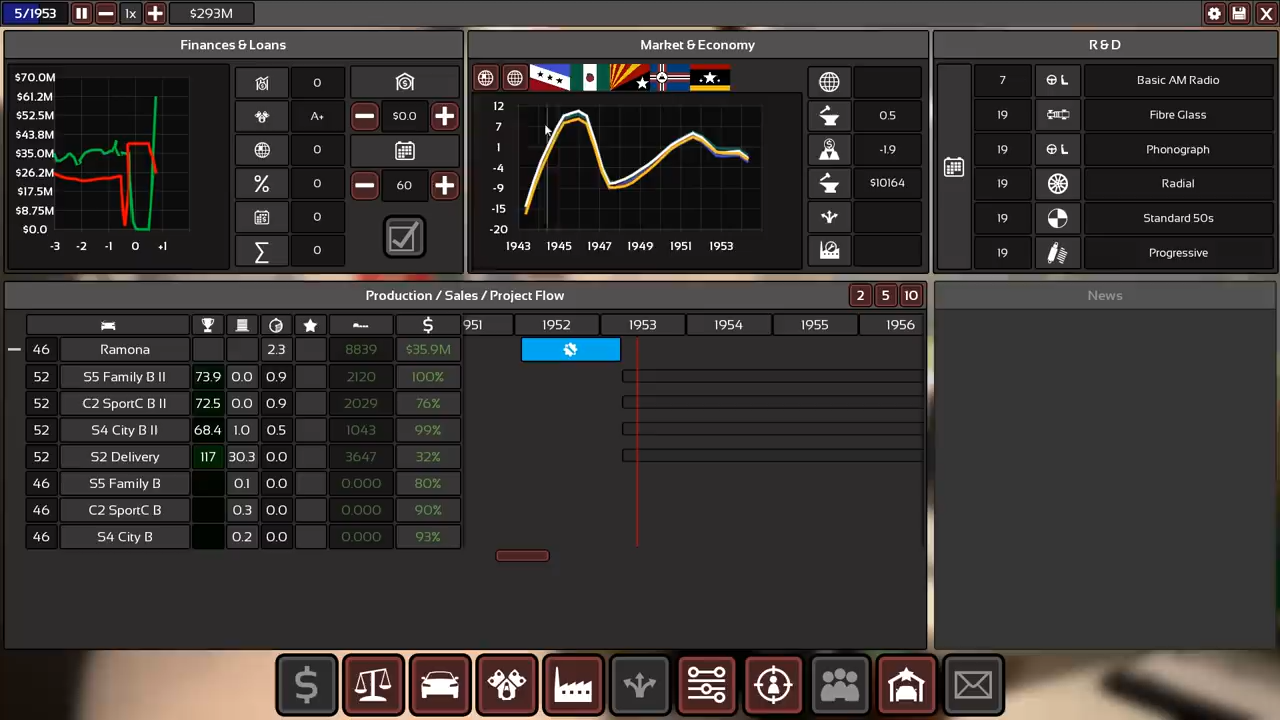 5/1953 1x $293M
Finances & Loans Market & Economy R & D
$70.0M
$61.2M
$52.5M
$43.8M
$35.0M
$26.2M
$17.5M
$8.75M
$0.0
-3 -2 -1 0 +1
0
A+ $0.0
0
% 0 60
0
Σ 0
12
7
1
-4
-9
-15
-20
1943 1945 1947 1949 1951 1953
0.5
-1.9
$10164
7 L Basic AM Radio
Fibre Glass
19 L Phonograph
19 Radial
19 Standard 50s
19 Progressive
Production / Sales / Project Flow 2 5 10 News
$ 951 1952 1953 1954 1955 1956
46 Ramona 2.3 8839 $35.9M
52 S5 Family B II 73.9 0.0 0.9 2120 100%
52 C2 SportC B II 72.5 0.0 0.9 2029 76%
52 S4 City B II 68.4 1.0 0.5 1043 99%
52 S2 Delivery 117 30.3 0.0 3647 32%
46 S5 Family B 0.1 0.0 0.000 80%
46 C2 SportC B 0.3 0.0 0.000 90%
46 S4 City B 0.2 0.0 0.000 93%
$